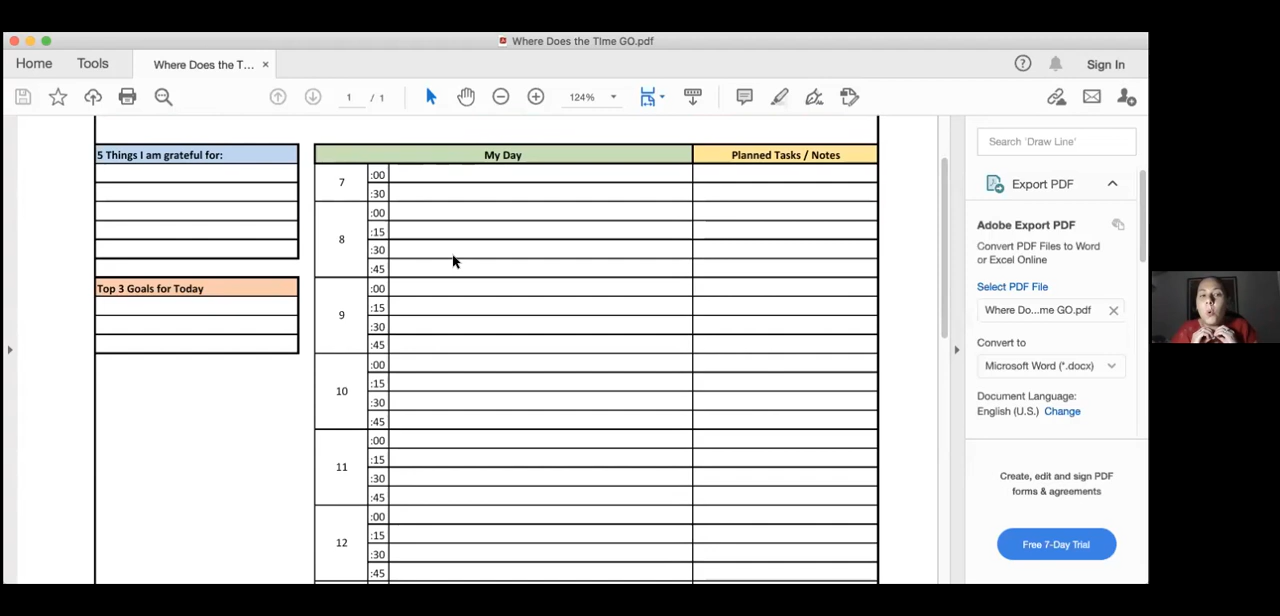 Where Does the TIme GO.pdf
Home
Tools
Where Does the T...
×
Sign In
1 / 1
124%
5 Things I am grateful for:
Top 3 Goals for Today
My Day
Planned Tasks / Notes
7
:00
:30
8
:00
:15
:30
:45
9
:00
:15
:30
:45
10
:00
:15
:30
:45
11
:00
:15
:30
:45
12
:00
:15
:30
:45
Search 'Draw Line'
Export PDF
Adobe Export PDF
Convert PDF Files to Word
or Excel Online
Select PDF File
Where Do...me GO.pdf
Convert to
Microsoft Word (*.docx)
Document Language:
English (U.S.) Change
Create, edit and sign PDF
forms & agreements
Free 7-Day Trial